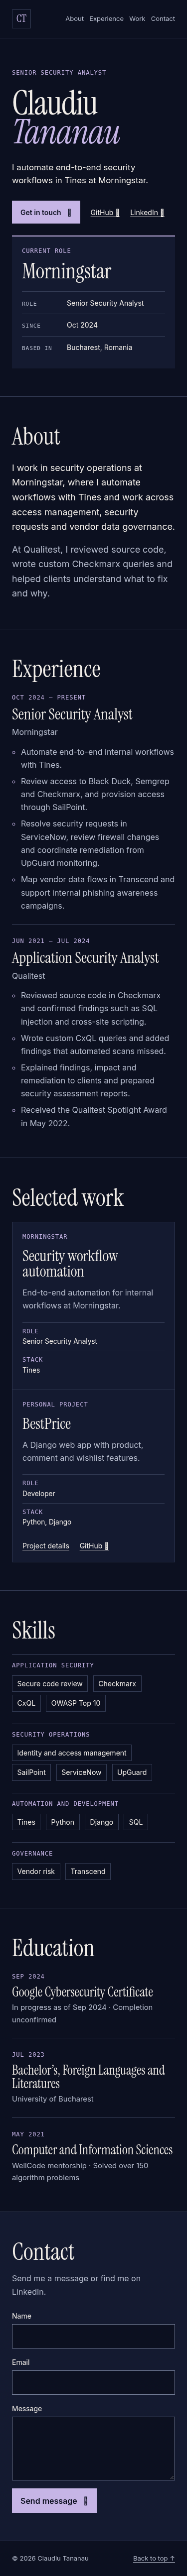 CT
About Experience Work Contact
SENIOR SECURITY ANALYST
Claudiu
Tananau
I automate end-to-end security
workflows in Tines at Morningstar.
Get in touch
GitHub
LinkedIn
CURRENT ROLE
Morningstar
ROLE Senior Security Analyst
SINCE Oct 2024
BASED IN Bucharest, Romania
About
I work in security operations at
Morningstar, where I automate
workflows with Tines and work across
access management, security
requests and vendor data governance.
At Qualitest, I reviewed source code,
wrote custom Checkmarx queries and
helped clients understand what to fix
and why.
Experience
OCT 2024 — PRESENT
Senior Security Analyst
Morningstar
Automate end-to-end internal workflows
with Tines.
Review access to Black Duck, Semgrep
and Checkmarx, and provision access
through SailPoint.
Resolve security requests in
ServiceNow, review firewall changes
and coordinate remediation from
UpGuard monitoring.
Map vendor data flows in Transcend and
support internal phishing awareness
campaigns.
JUN 2021 — JUL 2024
Application Security Analyst
Qualitest
Reviewed source code in Checkmarx
and confirmed findings such as SQL
injection and cross-site scripting.
Wrote custom CxQL queries and added
findings that automated scans missed.
Explained findings, impact and
remediation to clients and prepared
security assessment reports.
Received the Qualitest Spotlight Award
in May 2022.
Selected work
MORNINGSTAR
Security workflow
automation
End-to-end automation for internal
workflows at Morningstar.
ROLE
Senior Security Analyst
STACK
Tines
PERSONAL PROJECT
BestPrice
A Django web app with product,
comment and wishlist features.
ROLE
Developer
STACK
Python, Django
Project details
GitHub
Skills
APPLICATION SECURITY
Secure code review
Checkmarx
CxQL
OWASP Top 10
SECURITY OPERATIONS
Identity and access management
SailPoint
ServiceNow
UpGuard
AUTOMATION AND DEVELOPMENT
Tines
Python
Django
SQL
GOVERNANCE
Vendor risk
Transcend
Education
SEP 2024
Google Cybersecurity Certificate
In progress as of Sep 2024 · Completion
unconfirmed
JUL 2023
Bachelor's, Foreign Languages and
Literatures
University of Bucharest
MAY 2021
Computer and Information Sciences
WellCode mentorship · Solved over 150
algorithm problems
Contact
Send me a message or find me on
LinkedIn.
Name
Email
Message
Send message
© 2026 Claudiu Tananau
Back to top ↑